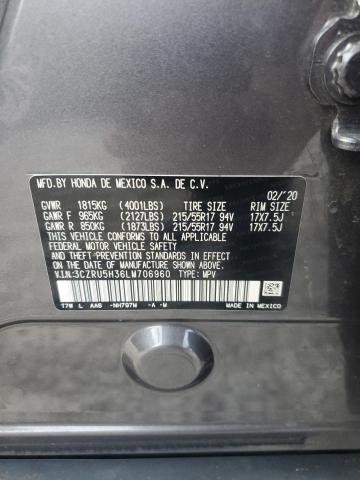 MFD.BY HONDA DE MEXICO S.A. DE C.V.
02/'20
GVWR 1815KG (4001LBS) TIRE SIZE RIM SIZE
GAWR F 965KG (2127LBS) 215/55R17 94V 17X7.5J
GAWR R 850KG (1873LBS) 215/55R17 94V 17X7.5J
THIS VEHICLE CONFORMS TO ALL APPLICABLE
FEDERAL MOTOR VEHICLE SAFETY AND
THEFT PREVENTION STANDARDS IN EFFECT ON
THE DATE OF MANUFACTURE SHOWN ABOVE.
V.I.N:3CZRU5H36LM706960 TYPE: MPV
T7W L AAS -NH797M -A -M MADE IN MEXICO